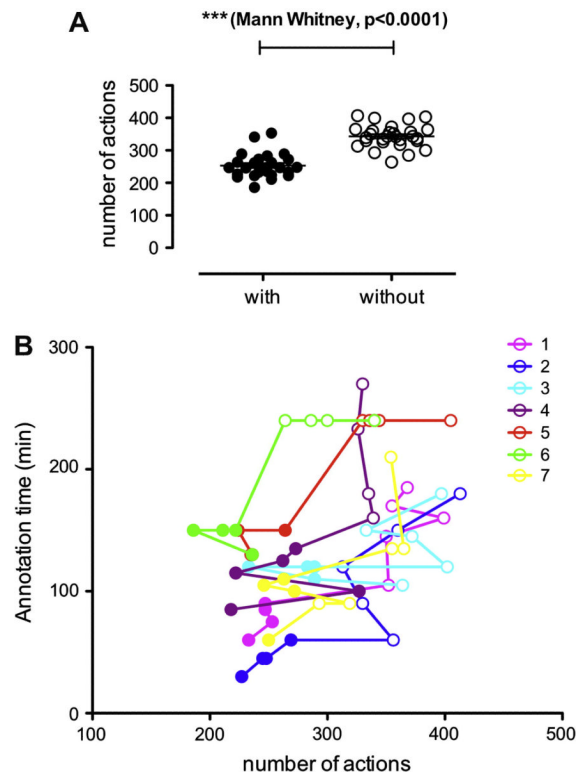 A
*** (Mann Whitney, p<0.0001)
number of actions
500
400
300
200
100
0
with
without
B
Annotation time (min)
300
200
100
0
100
200
300
400
500
number of actions
1
2
3
4
5
6
7